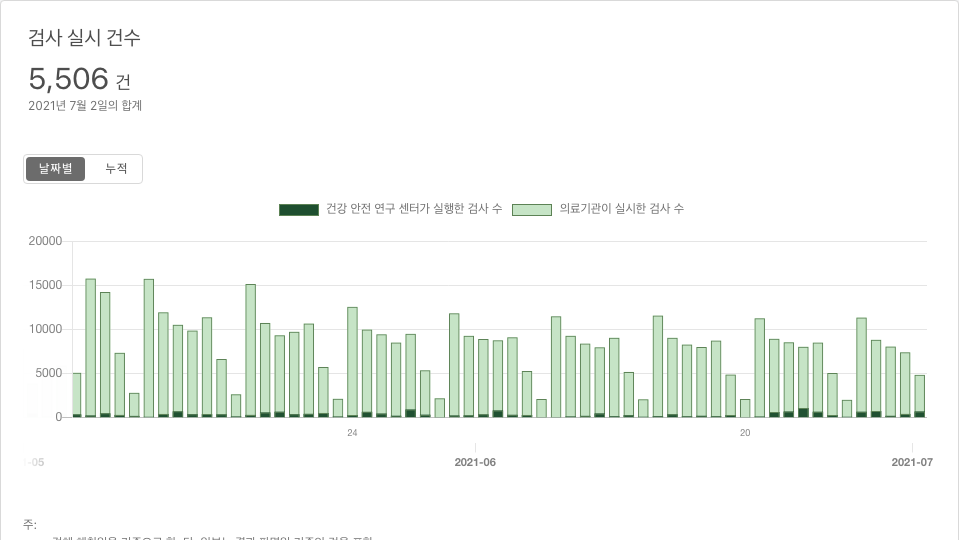 검사 실시 건수
5,506 건
2021년 7월 2일의 합계
날짜별 누적
건강 안전 연구 센터가 실행한 검사 수 의료기관이 실시한 검사 수
20000
15000
10000
5000
0
24 20
-05 2021-06 2021-07
주: